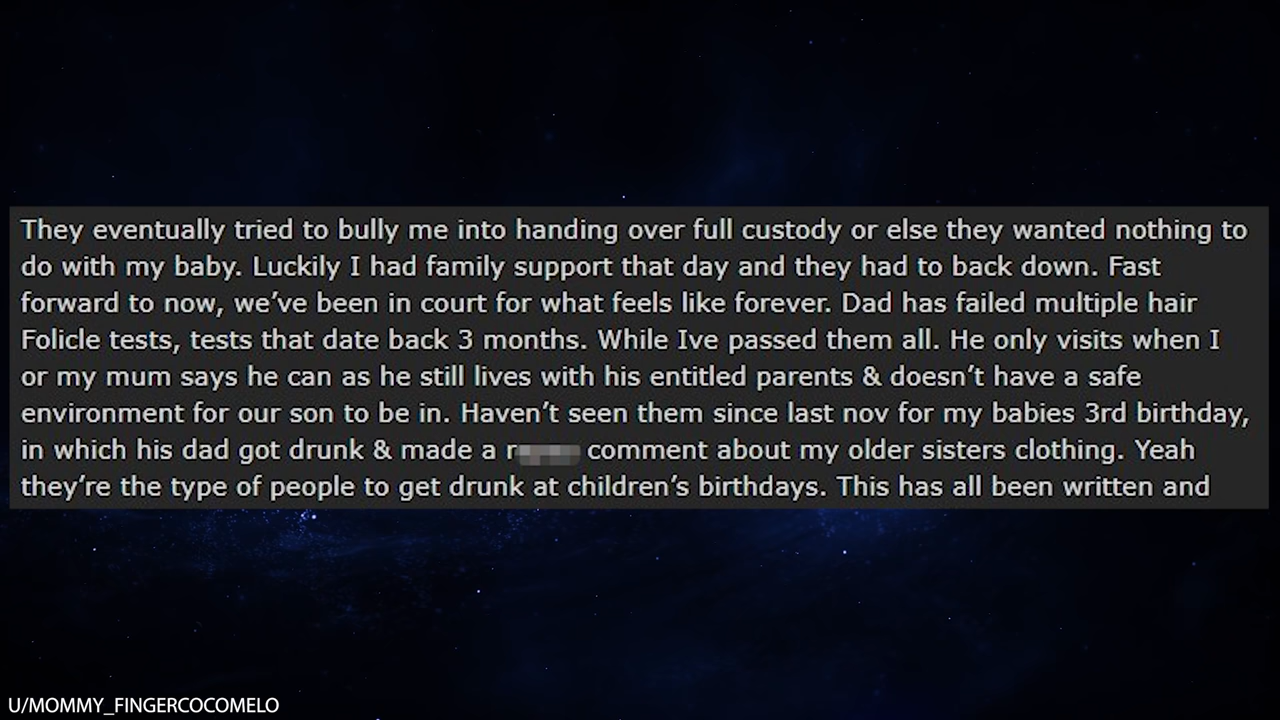 They eventually tried to bully me into handing over full custody or else they wanted nothing to
do with my baby. Luckily I had family support that day and they had to back down. Fast
forward to now, we’ve been in court for what feels like forever. Dad has failed multiple hair
Folicle tests, tests that date back 3 months. While Ive passed them all. He only visits when I
or my mum says he can as he still lives with his entitled parents & doesn’t have a safe
environment for our son to be in. Haven’t seen them since last nov for my babies 3rd birthday,
in which his dad got drunk & made a comment about my older sisters clothing. Yeah
they’re the type of people to get drunk at children’s birthdays. This has all been written and
U/MOMMY_FINGERCOCOMELO